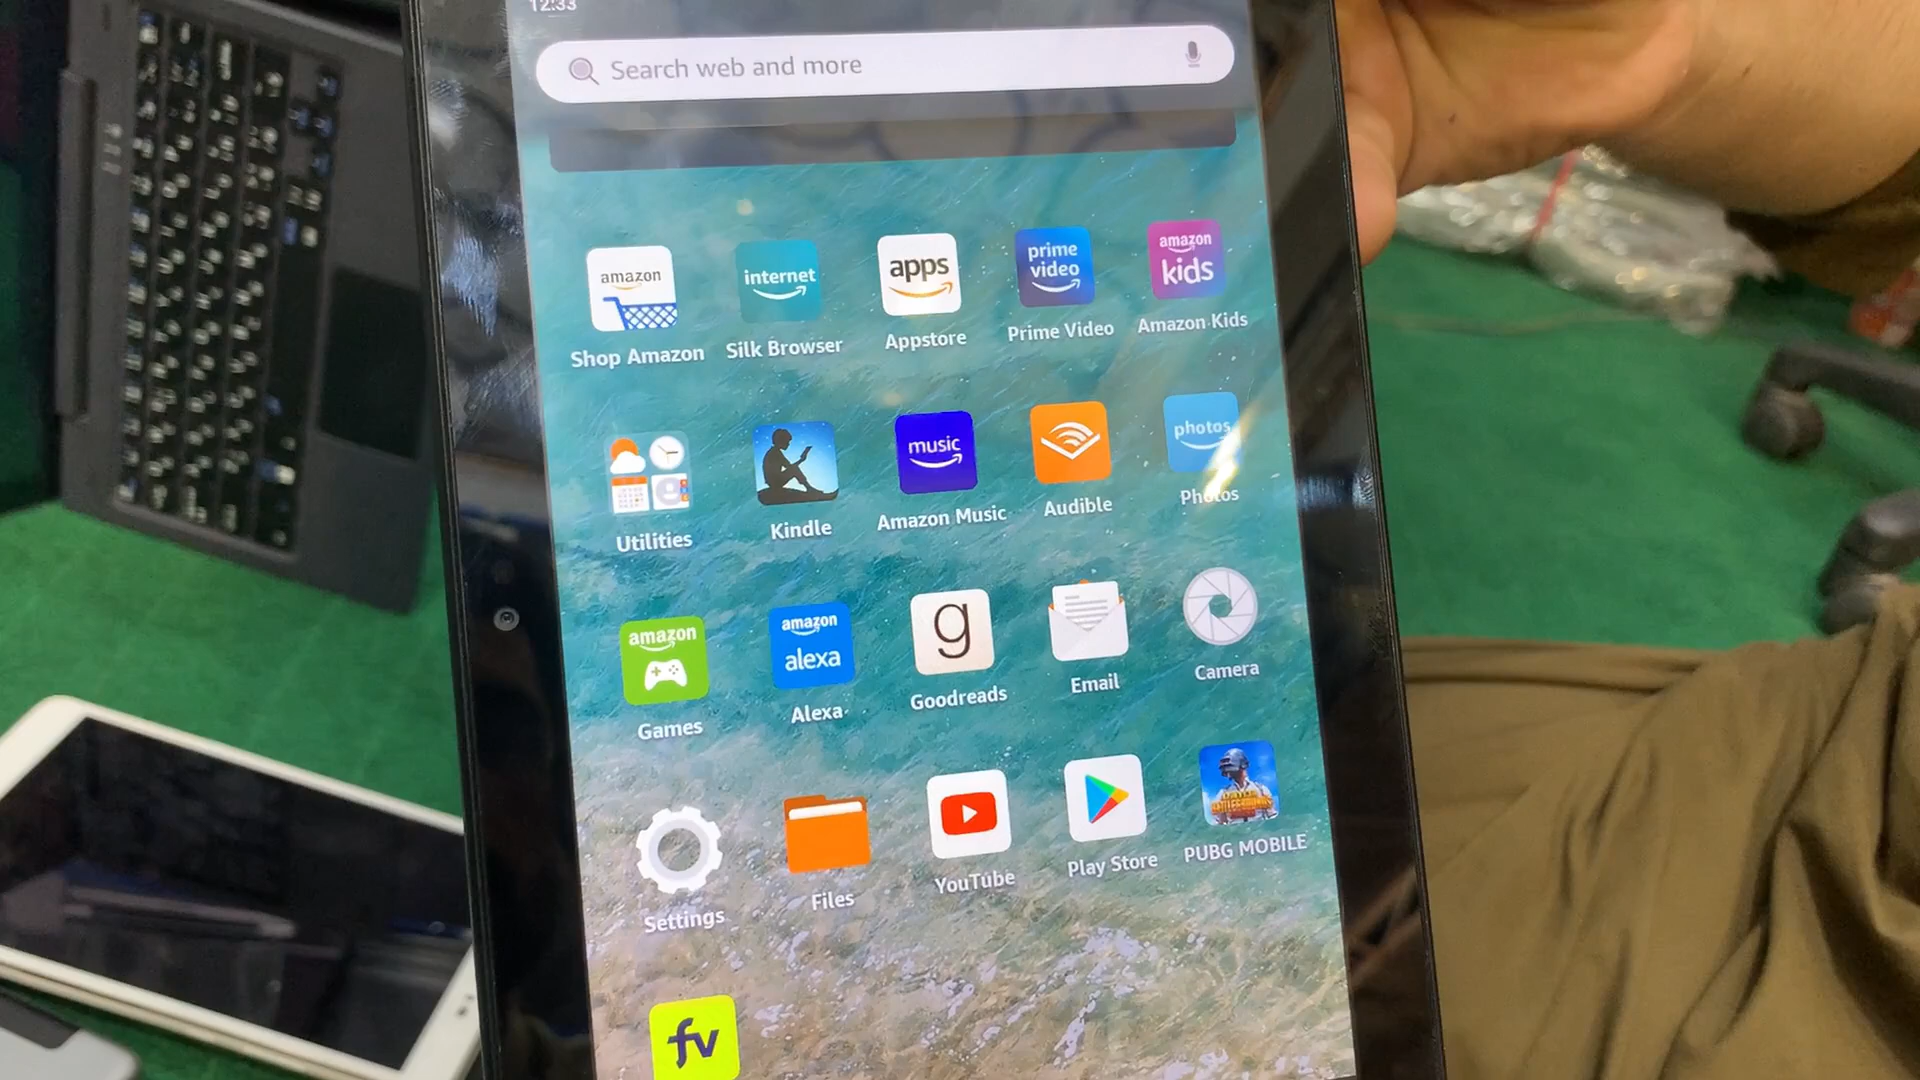 12:33
Search web and more
amazon
internet
apps
prime video
amazon kids
Shop Amazon
Silk Browser
Appstore
Prime Video
Amazon Kids
music
photos
Utilities
Kindle
Amazon Music
Audible
Photos
amazon
amazon alexa
g
Games
Alexa
Goodreads
Email
Camera
Settings
Files
YouTube
Play Store
PUBG MOBILE
fv